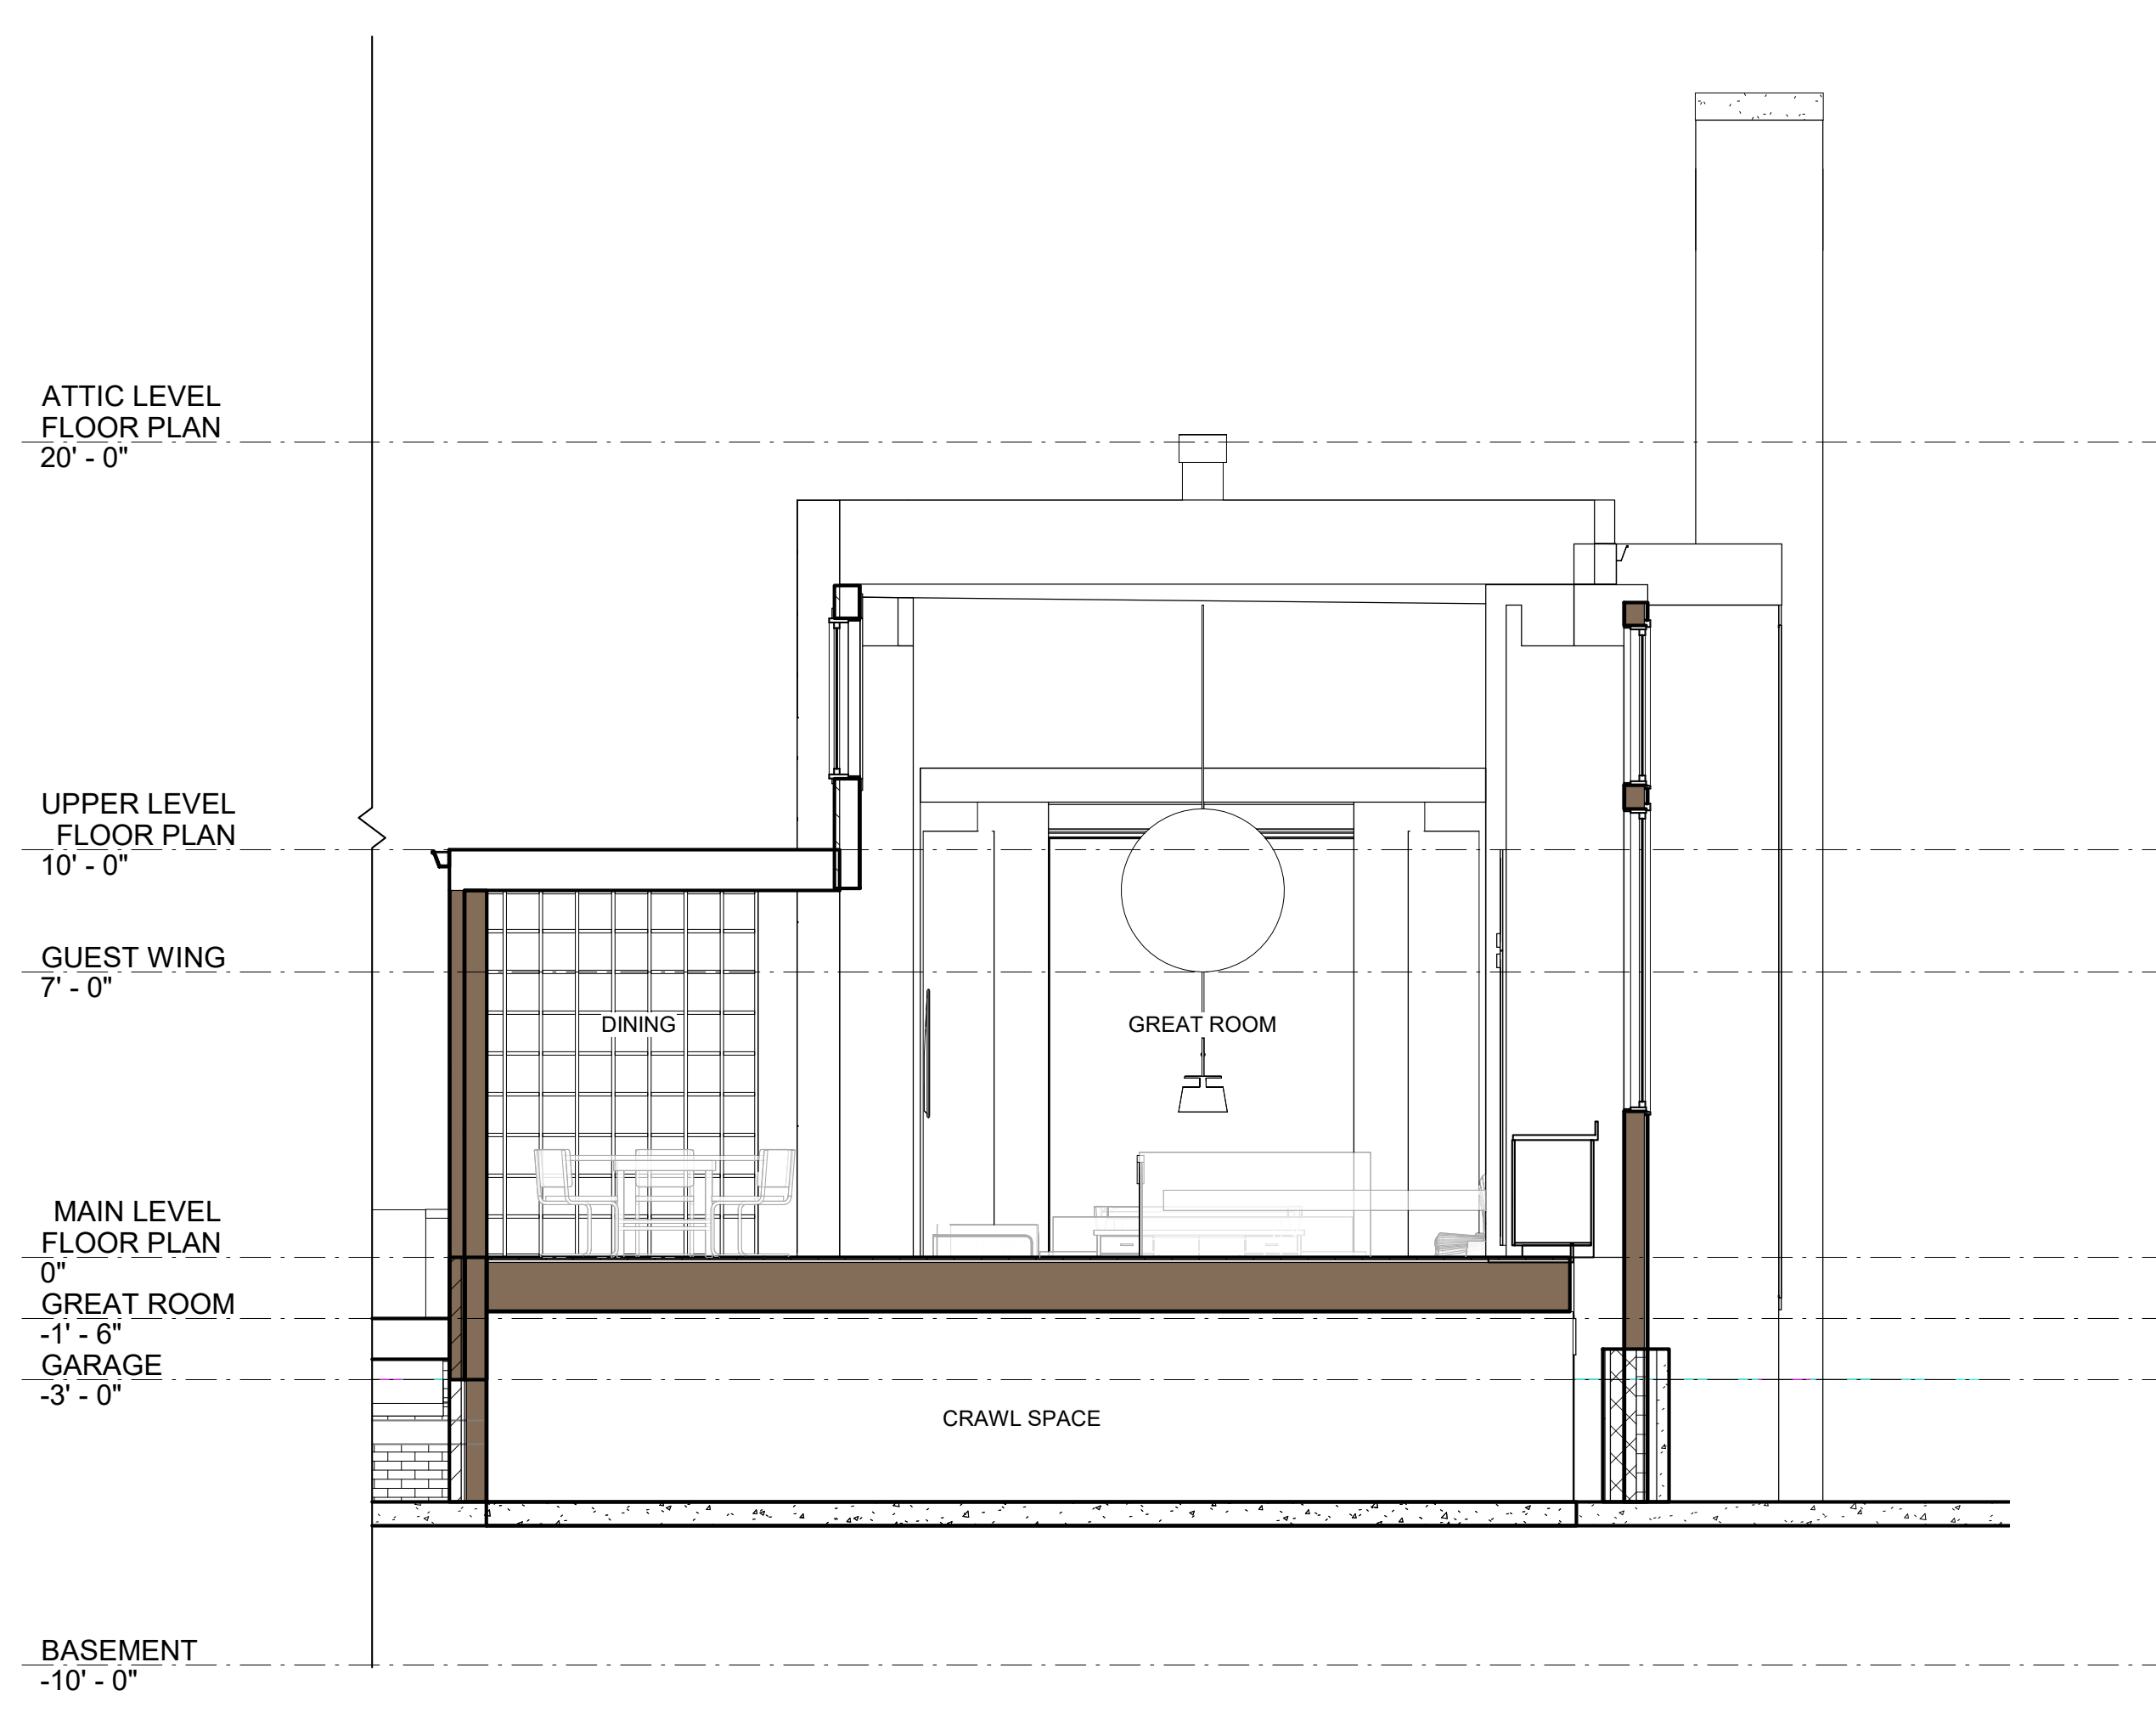 ATTIC LEVEL
FLOOR PLAN
20' - 0"
UPPER LEVEL
FLOOR PLAN
10' - 0"
GUEST WING
7' - 0"
DINING
GREAT ROOM
MAIN LEVEL
FLOOR PLAN
0"
GREAT ROOM
-1' - 6"
GARAGE
-3' - 0"
CRAWL SPACE
BASEMENT
-10' - 0"